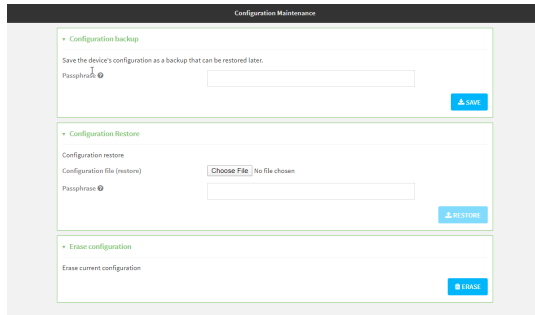 Configuration Maintenance
Configuration backup
Save the device's configuration as a backup that can be restored later.
Passphrase
SAVE
Configuration Restore
Configuration restore
Configuration file (restore) Choose File No file chosen
Passphrase
RESTORE
Erase configuration
Erase current configuration
ERASE